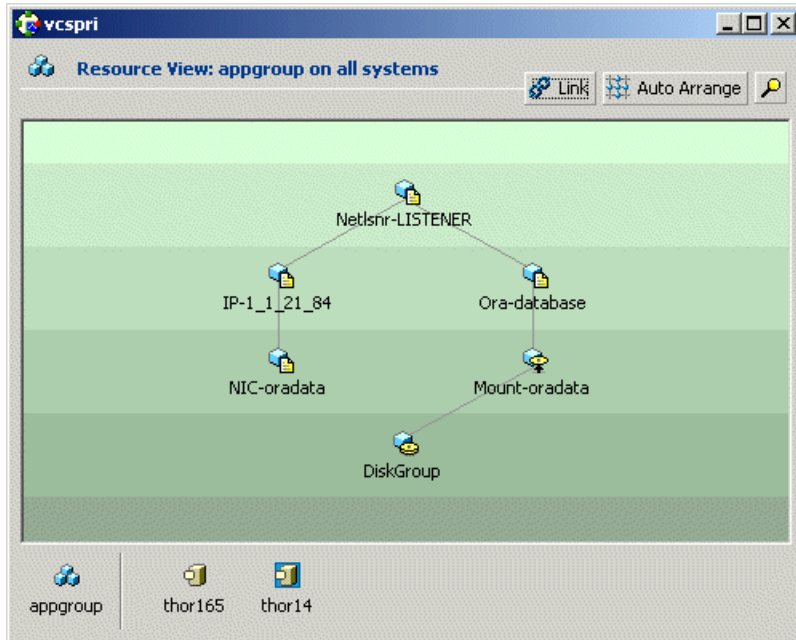 vcspri
Resource View: appgroup on all systems
Link
Auto Arrange
Netlsnr-LISTENER
IP-1_1_21_84
Ora-database
NIC-oradata
Mount-oradata
DiskGroup
appgroup
thor165
thor14